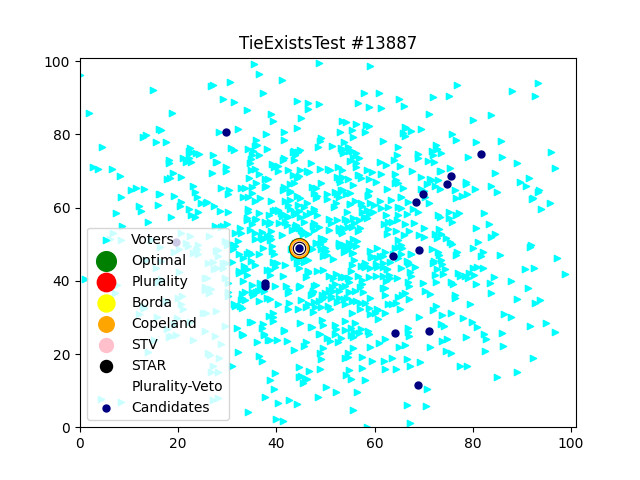 TieExistsTest #13887
100
80
60
40
20
0
0
20
40
60
80
100
Voters
Optimal
Plurality
Borda
Copeland
STV
STAR
Plurality-Veto
Candidates